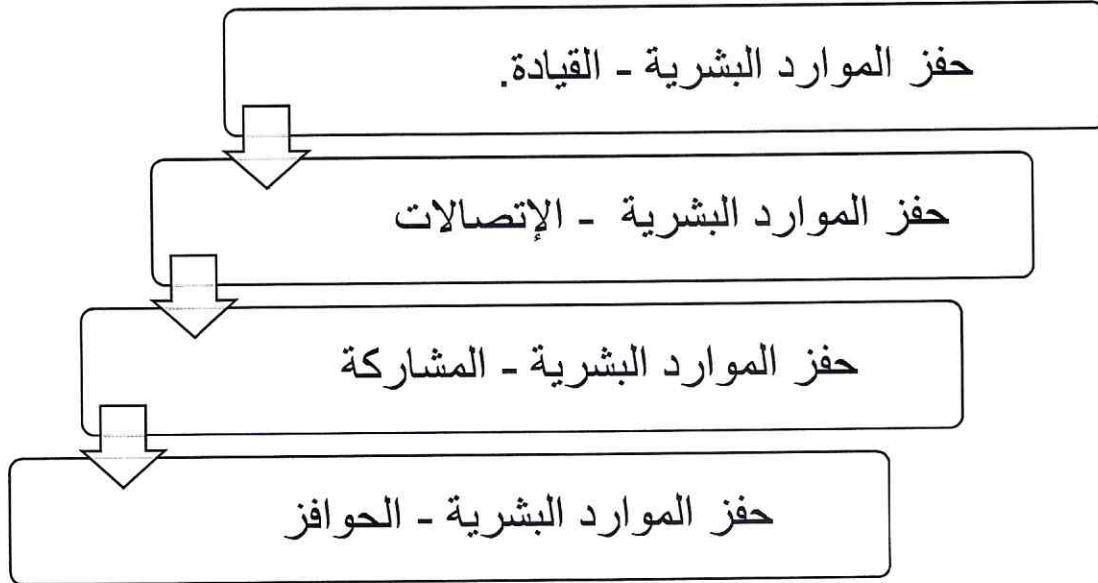 حفز الموارد البشرية - القيادة.
حفز الموارد البشرية - الإتصالات
حفز الموارد البشرية - المشاركة
حفز الموارد البشرية - الحوافز